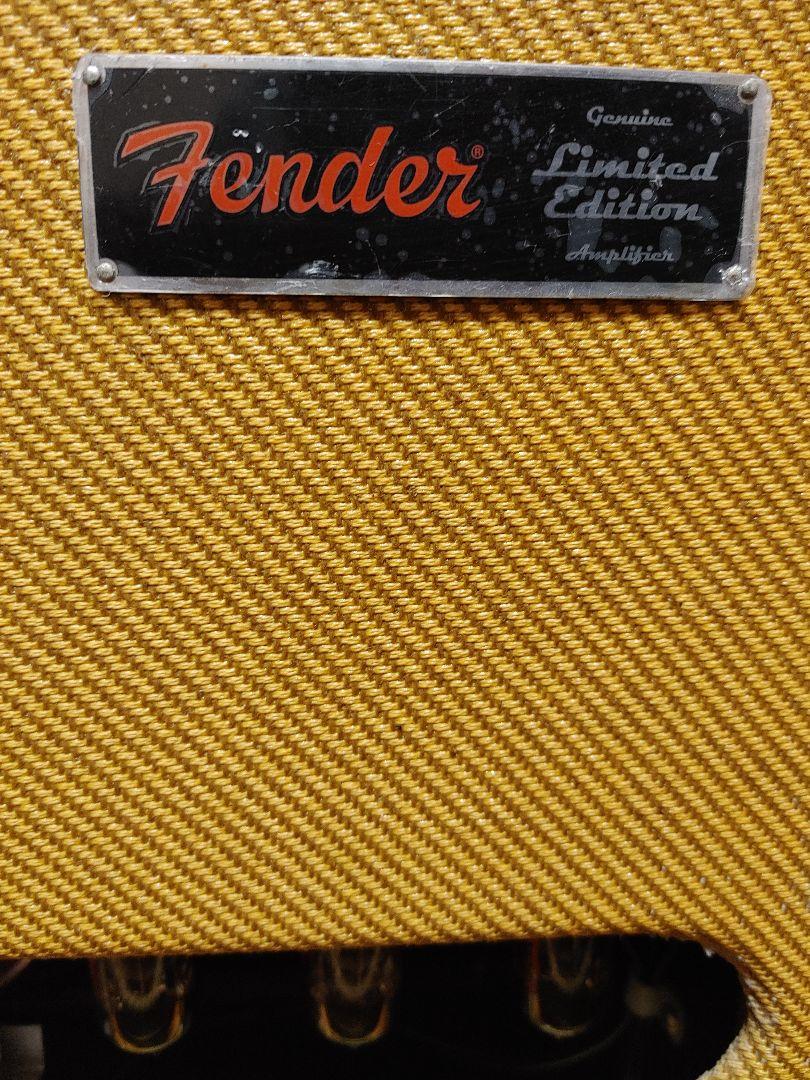 Fender®
Genuine
Limited
Edition
Amplifier